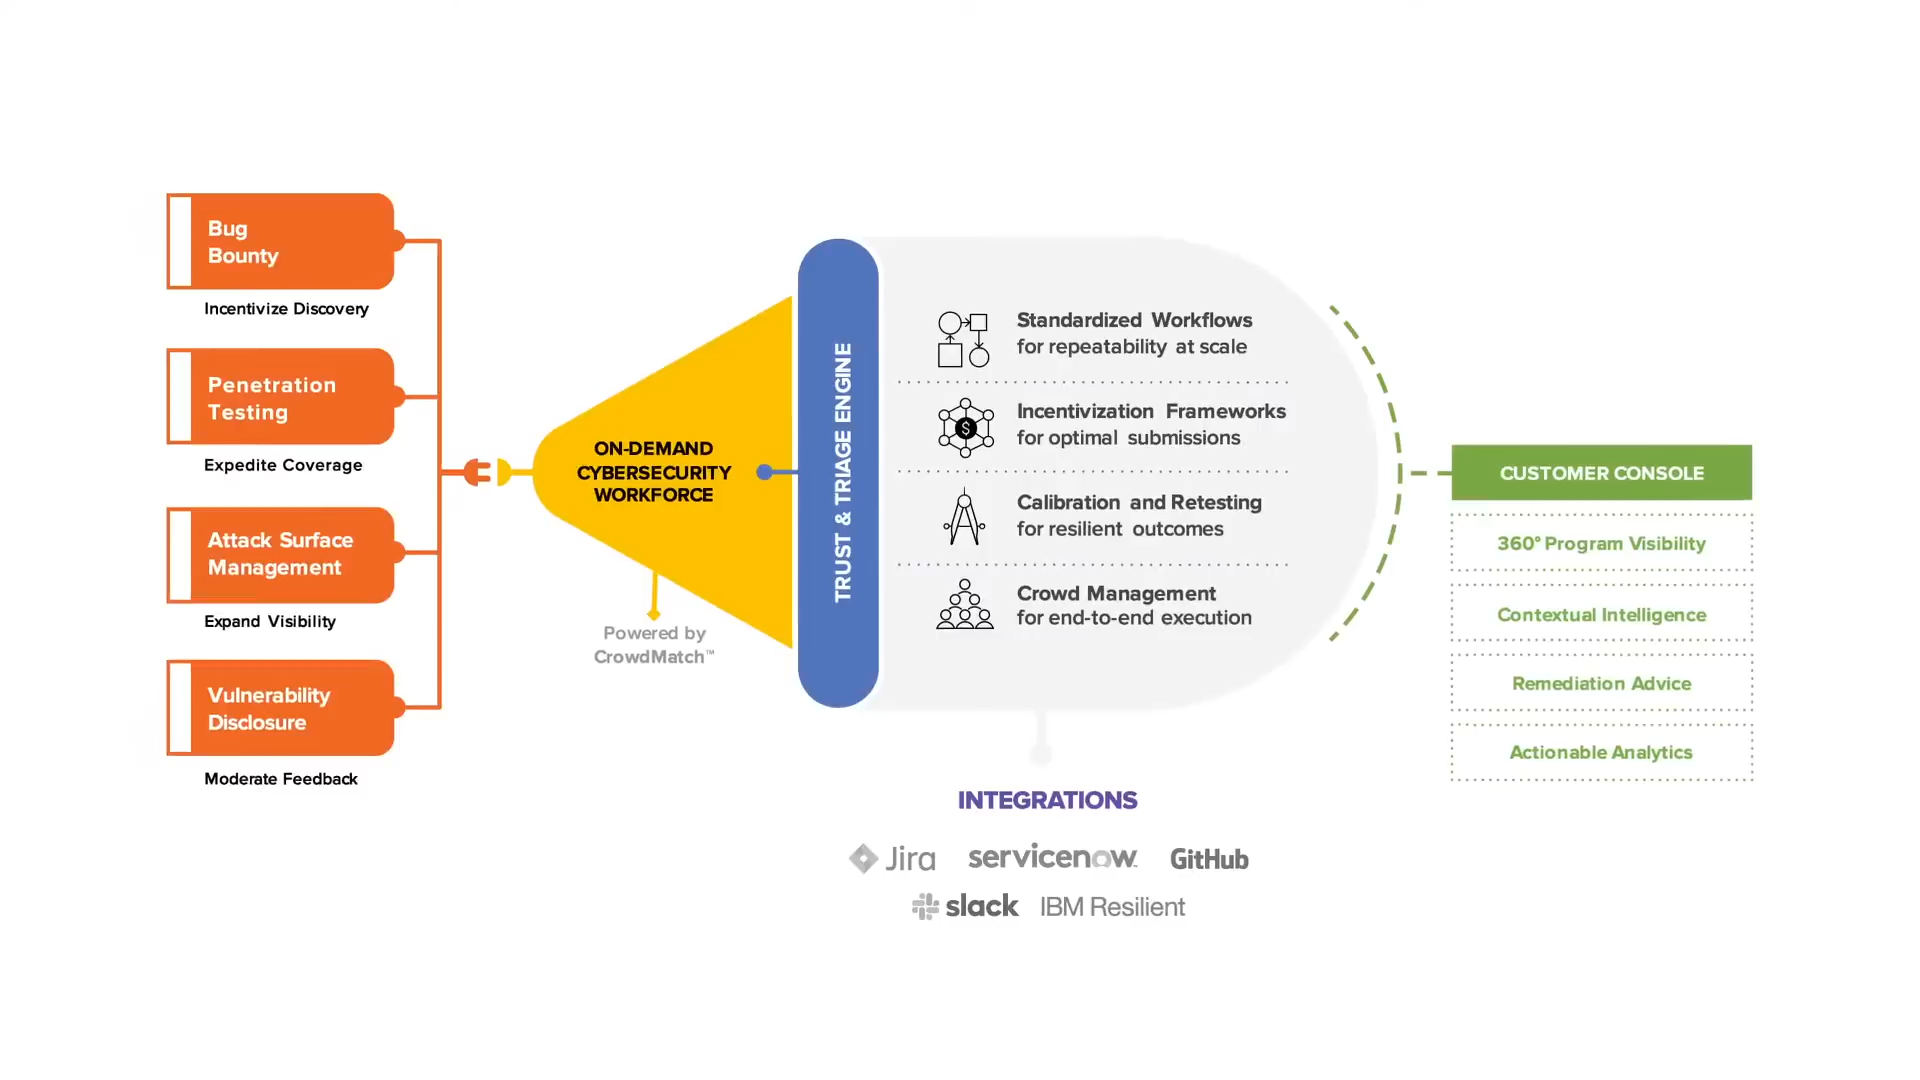 Bug
Bounty
Incentivize Discovery
Penetration
Testing
Expedite Coverage
Attack Surface
Management
Expand Visibility
Vulnerability
Disclosure
Moderate Feedback
ON-DEMAND
CYBERSECURITY
WORKFORCE
Powered by
CrowdMatch™
TRUST & TRIAGE ENGINE
Standardized Workflows
for repeatability at scale
$
Incentivization Frameworks
for optimal submissions
Calibration and Retesting
for resilient outcomes
Crowd Management
for end-to-end execution
INTEGRATIONS
Jira
servicenow
GitHub
slack
IBM Resilient
CUSTOMER CONSOLE
360° Program Visibility
Contextual Intelligence
Remediation Advice
Actionable Analytics